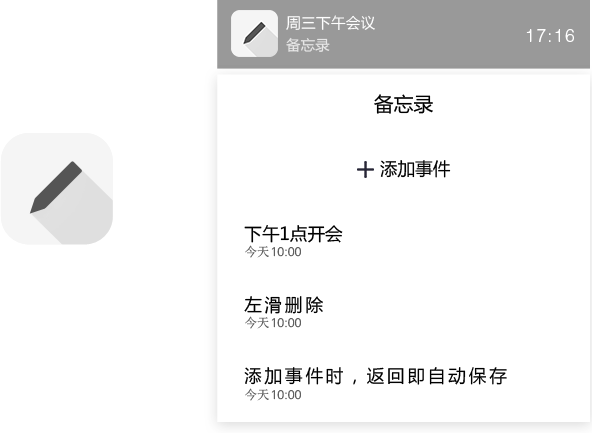 周三下午会议
备忘录
17:16
备忘录
添加事件
下午1点开会
今天10:00
左滑删除
今天10:00
添加事件时，返回即自动保存
今天10:00